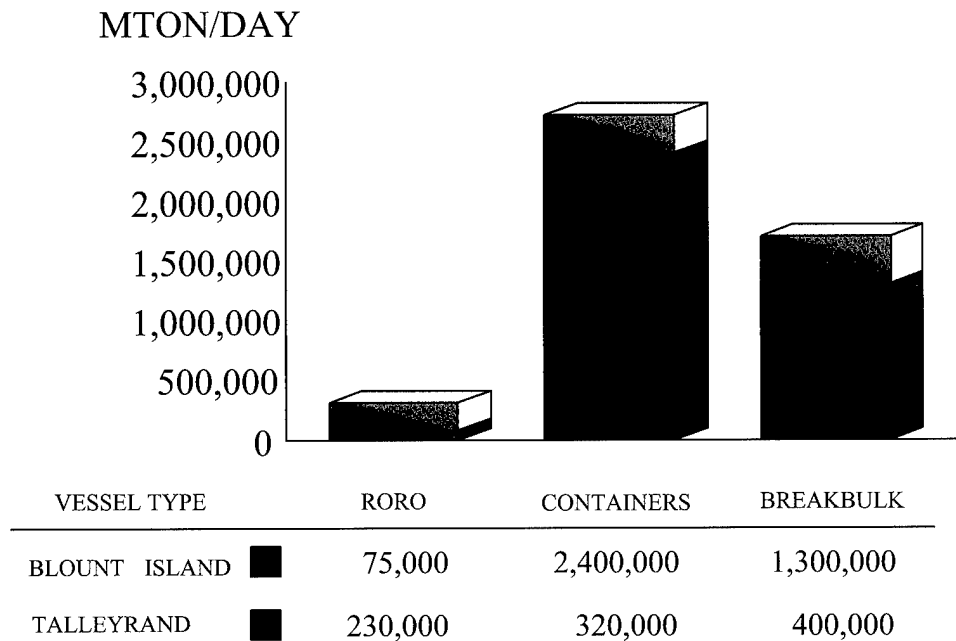 MTON/DAY
3,000,000
2,500,000
2,000,000
1,500,000
1,000,000
500,000
0
VESSEL TYPE RORO CONTAINERS BREAKBULK
BLOUNT ISLAND 75,000 2,400,000 1,300,000
TALLEYRAND 230,000 320,000 400,000